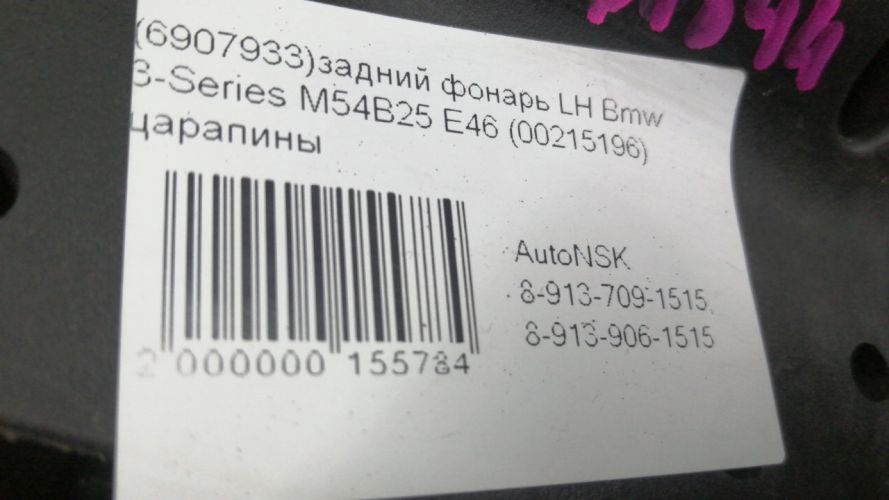 (6907933)задний фонарь LH Bmw
3-Series M54B25 E46 (00215196)
царапины
AutoNSK
8-913-709-1515,
8-913-906-1515
2 000000 155784